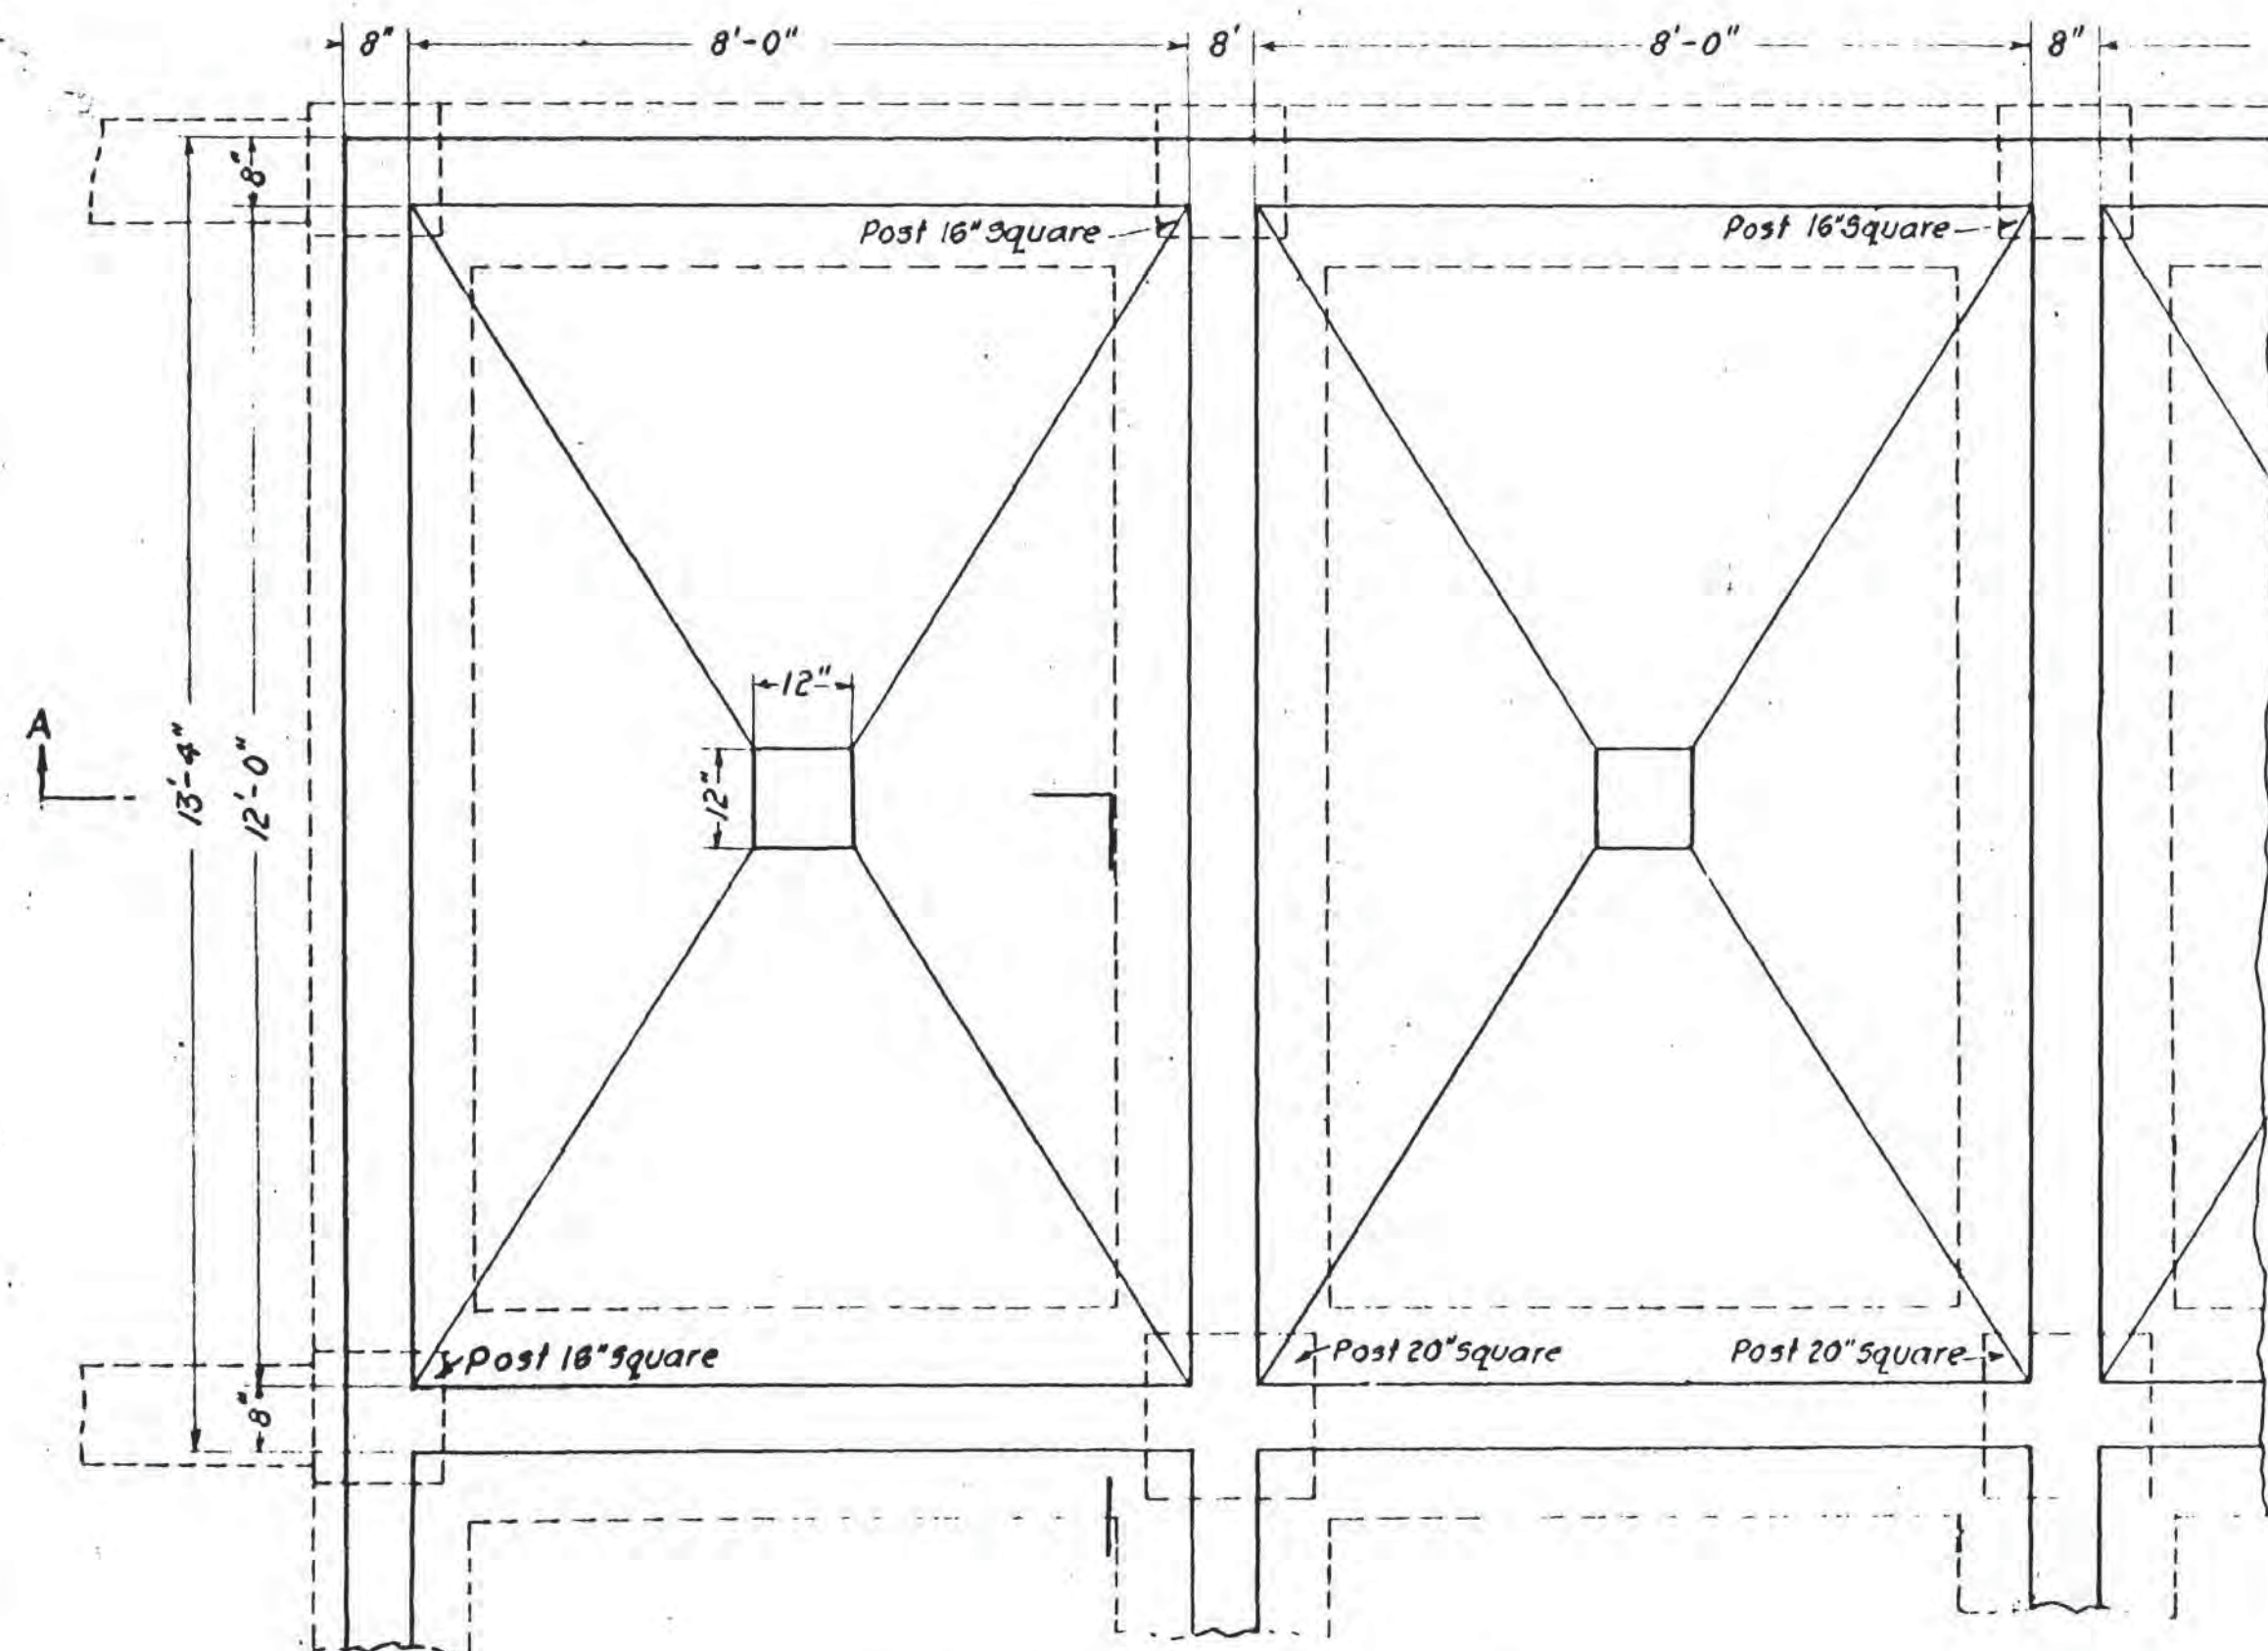 8" 8'-0" 8' 8'-0" 8"
8"
Post 16" Square
Post 16" Square
12"
12"
A
13'-4"
12'-0"
Post 18" Square
Post 20" Square
Post 20" Square
8"